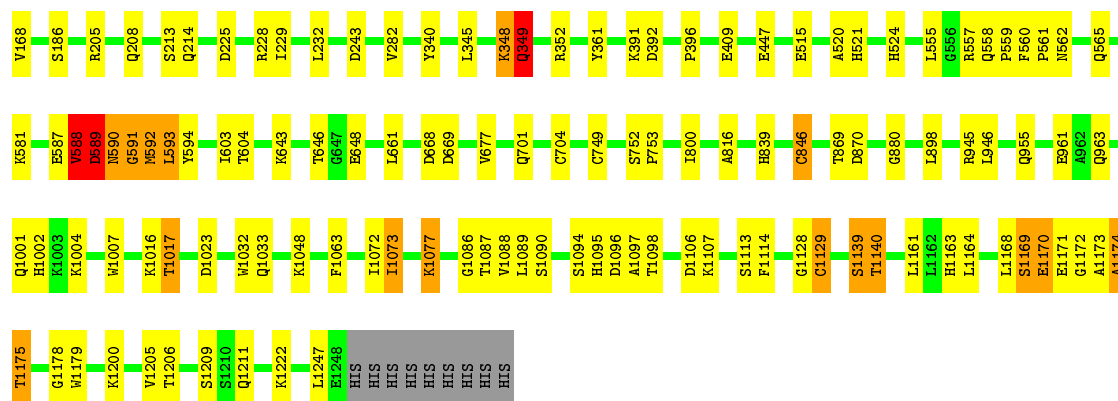 V168 S186 R205 Q208 S213 Q214 D225 R228 I229 L232 D243 V282 Y340 L345 K348 Q349 R352 Y361 K391 D392 P396 E409 E447 E515 A520 H521 H524 L555 G556 R557 Q558 P559 F560 P561 N562 Q565
K581 E587 V588 D589 N590 G591 M592 L593 Y594 I603 T604 K643 T646 G647 E648 L661 D668 D669 V677 Q701 C704 C749 S752 P753 I800 A816 H839 C846 T869 D870 G880 L898 R945 L946 Q955 E961 A962 Q963
Q1001 H1002 K1003 K1004 W1007 K1016 T1017 D1023 W1032 Q1033 K1048 F1063 I1072 I1073 K1077 G1086 T1087 V1088 L1089 S1090 S1094 H1095 D1096 A1097 T1098 D1106 K1107 S1113 F1114 G1128 C1129 S1139 T1140 L1161 L1162 H1163 L1164 L1168 S1169 E1170 E1171 G1172 A1173 A1174
T1175 G1178 W1179 K1200 V1205 T1206 S1209 S1210 Q1211 K1222 L1247 E1248 HIS HIS HIS HIS HIS HIS HIS HIS